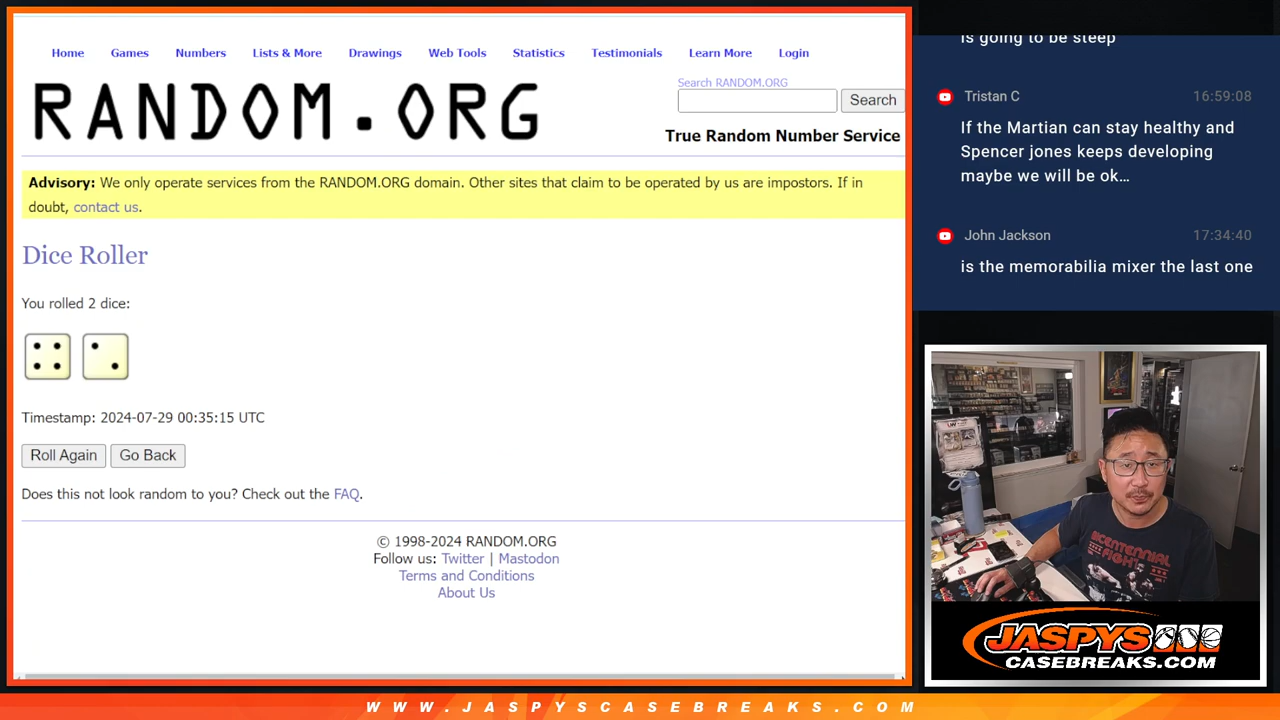 Home Games Numbers Lists & More Drawings Web Tools Statistics Testimonials Learn More Login
RANDOM.ORG
Search RANDOM.ORG
Search
True Random Number Service
Advisory: We only operate services from the RANDOM.ORG domain. Other sites that claim to be operated by us are impostors. If in
doubt, contact us.
Dice Roller
You rolled 2 dice:
Timestamp: 2024-07-29 00:35:15 UTC
Roll Again Go Back
Does this not look random to you? Check out the FAQ.
© 1998-2024 RANDOM.ORG
Follow us: Twitter | Mastodon
Terms and Conditions
About Us
is going to be steep
Tristan C 16:59:08
If the Martian can stay healthy and
Spencer jones keeps developing
maybe we will be ok...
John Jackson 17:34:40
is the memorabilia mixer the last one
BICENTENNIAL
FIGHT
JASPYS
CASEBREAKS.COM
WWW.JASPYSCASEBREAKS.COM